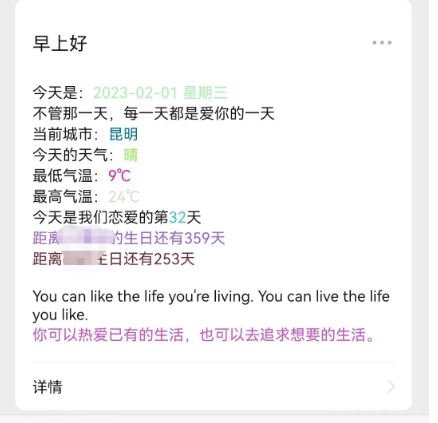 早上好
今天是：2023-02-01 星期三
不管那一天，每一天都是爱你的一天
当前城市：昆明
今天的天气：晴
最低气温：9℃
最高气温：24℃
今天是我们恋爱的第32天
距离的生日还有359天
距离生日还有253天
You can like the life you're living. You can live the life
you like.
你可以热爱已有的生活，也可以去追求想要的生活。
详情